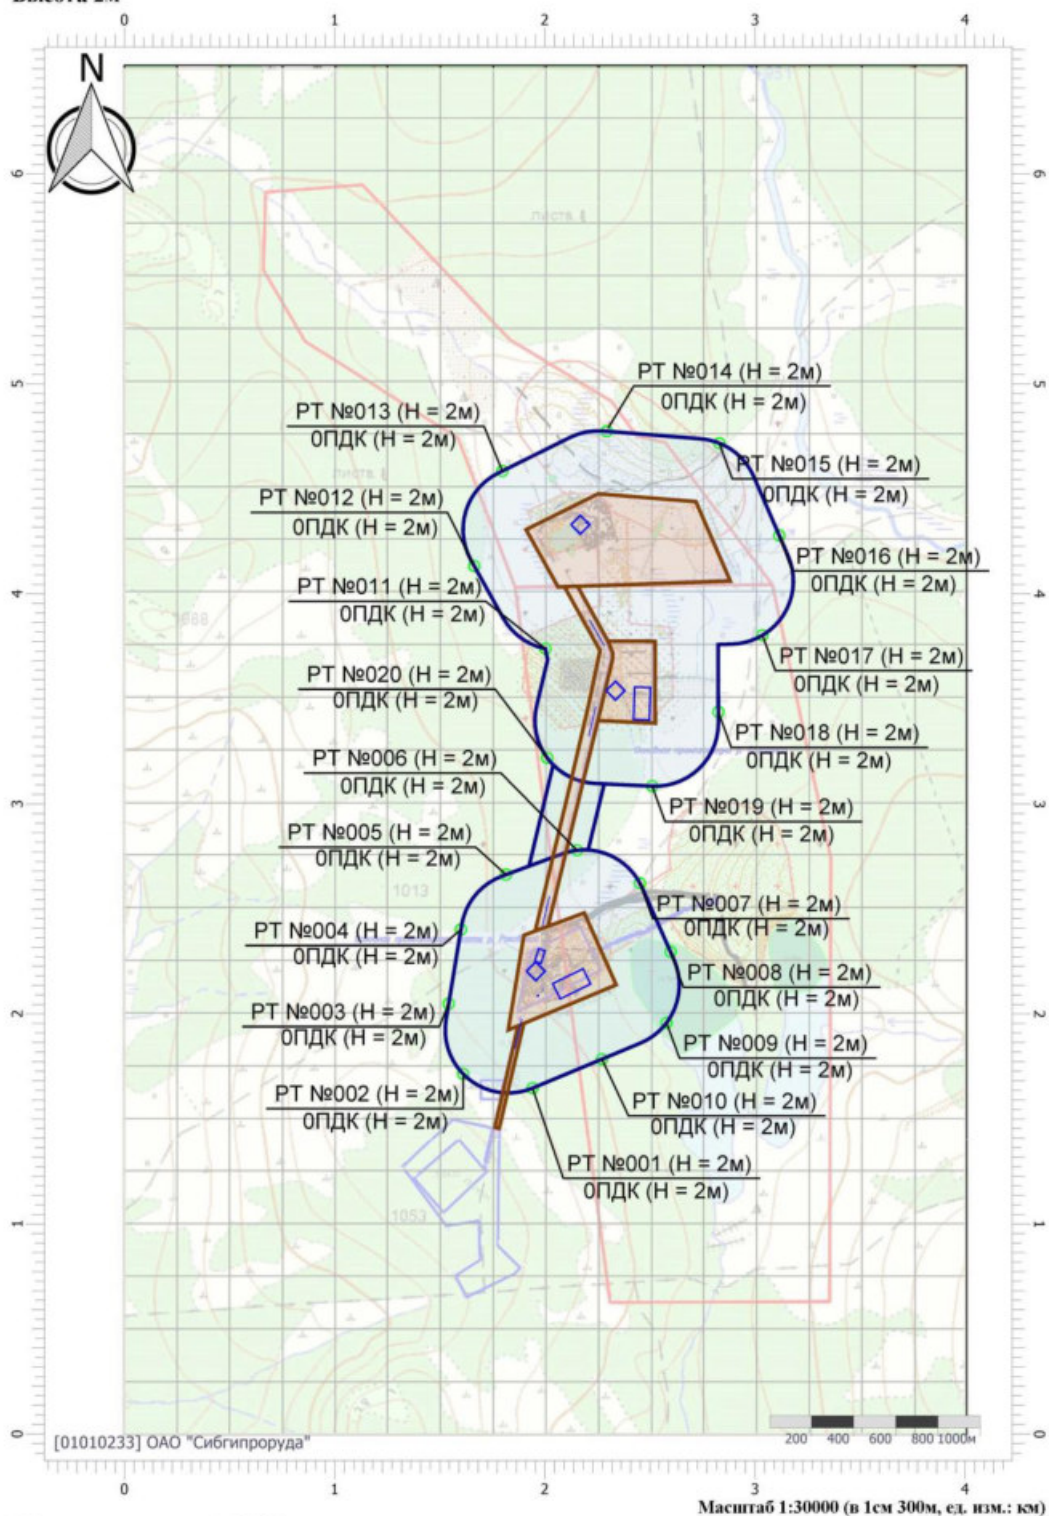 0 1 2 3 4
N
6 6
5 5
РТ №014 (Н = 2м)
0ПДК (Н = 2м)
РТ №013 (Н = 2м)
0ПДК (Н = 2м)
РТ №015 (Н = 2м)
0ПДК (Н = 2м)
РТ №012 (Н = 2м)
0ПДК (Н = 2м)
РТ №016 (Н = 2м)
0ПДК (Н = 2м)
РТ №011 (Н = 2м)
0ПДК (Н = 2м)
4 4
РТ №017 (Н = 2м)
0ПДК (Н = 2м)
РТ №020 (Н = 2м)
0ПДК (Н = 2м)
РТ №018 (Н = 2м)
0ПДК (Н = 2м)
РТ №006 (Н = 2м)
0ПДК (Н = 2м)
3 3
РТ №019 (Н = 2м)
0ПДК (Н = 2м)
РТ №005 (Н = 2м)
0ПДК (Н = 2м)
1013
РТ №007 (Н = 2м)
0ПДК (Н = 2м)
РТ №004 (Н = 2м)
0ПДК (Н = 2м)
РТ №008 (Н = 2м)
0ПДК (Н = 2м)
РТ №003 (Н = 2м)
0ПДК (Н = 2м)
2 2
РТ №009 (Н = 2м)
0ПДК (Н = 2м)
РТ №002 (Н = 2м)
0ПДК (Н = 2м)
РТ №010 (Н = 2м)
0ПДК (Н = 2м)
РТ №001 (Н = 2м)
0ПДК (Н = 2м)
1053
1 1
0 0
[01010233] ОАО "Сибгипроруда"
200 400 600 800 1000м
0 1 2 3 4
Масштаб 1:30000 (в 1см 300м, ед. изм.: км)